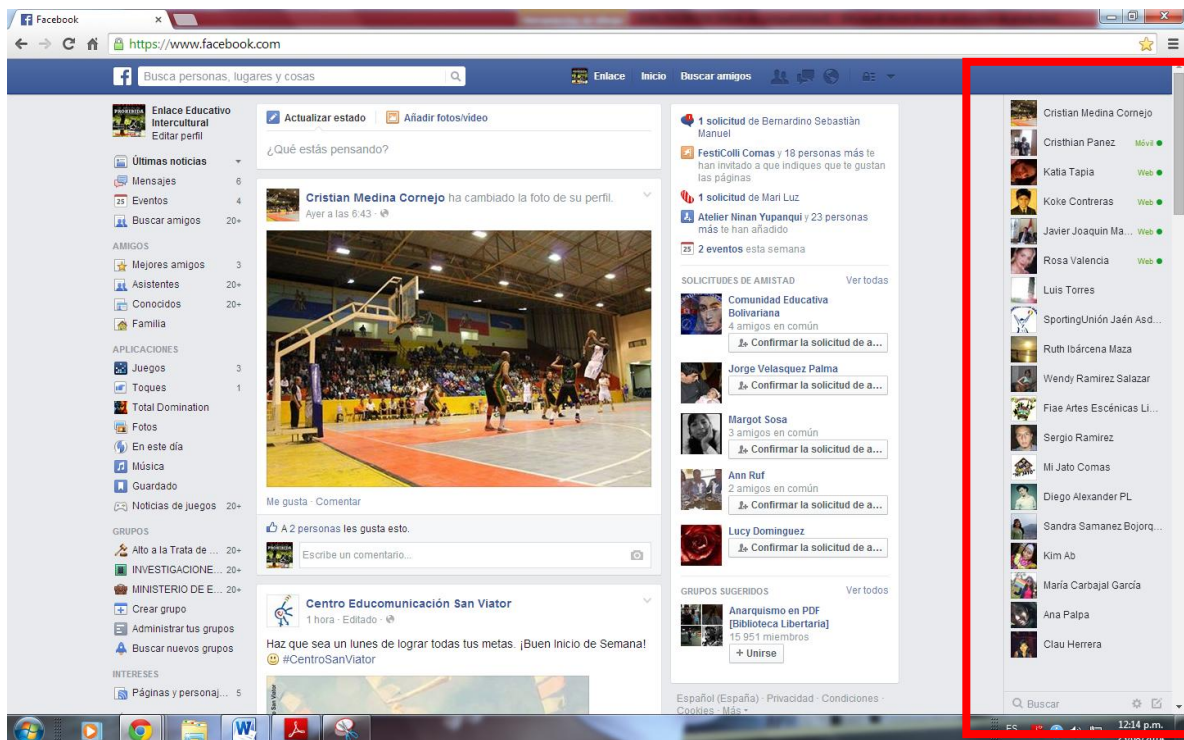 Facebook
https://www.facebook.com
Busca personas, lugares y cosas
Enlace Inicio Buscar amigos
Enlace Educativo
Intercultural
Editar perfil
Últimas noticias
Mensajes 6
Eventos 4
Buscar amigos 20+
AMIGOS
Mejores amigos 3
Asistentes 20+
Conocidos 20+
Familia
APLICACIONES
Juegos 3
Toques 1
Total Domination
Fotos
En este día
Música
Guardado
Noticias de juegos 20+
GRUPOS
Alto a la Trata de ... 20+
INVESTIGACIONE... 20+
MINISTERIO DE E... 20+
Crear grupo
Administrar tus grupos
Buscar nuevos grupos
INTERESES
Páginas y personaj... 5
Actualizar estado Añadir fotos/vídeo
¿Qué estás pensando?
Cristian Medina Cornejo ha cambiado la foto de su perfil.
Ayer a las 6:43 ·
Me gusta · Comentar
A 2 personas les gusta esto.
Escribe un comentario...
Centro Educomunicación San Viator
1 hora · Editado ·
Haz que sea un lunes de lograr todas tus metas. ¡Buen Inicio de Semana!
#CentroSanViator
1 solicitud de Bernardino Sebastiàn
Manuel
FestiColli Comas y 18 personas más te
han invitado a que indiques que te gustan
las páginas
1 solicitud de Mari Luz
Atelier Ninan Yupanqui y 23 personas
más te han añadido
25 2 eventos esta semana
SOLICITUDES DE AMISTAD Ver todas
Comunidad Educativa
Bolivariana
4 amigos en común
Confirmar la solicitud de a...
Jorge Velasquez Palma
Confirmar la solicitud de a...
Margot Sosa
3 amigos en común
Confirmar la solicitud de a...
Ann Ruf
2 amigos en común
Confirmar la solicitud de a...
Lucy Dominguez
Confirmar la solicitud de a...
GRUPOS SUGERIDOS Ver todos
Anarquismo en PDF
[Biblioteca Libertaria]
15 951 miembros
+ Unirse
Español (España) · Privacidad · Condiciones ·
Cookies · Más
Cristian Medina Cornejo
Cristhian Panez Móvil
Katia Tapia Web
Koke Contreras Web
Javier Joaquin Ma... Web
Rosa Valencia Web
Luis Torres
SportingUnión Jaén Asd...
Ruth Ibárcena Maza
Wendy Ramirez Salazar
Fiae Artes Escénicas Li...
Sergio Ramirez
Mi Jato Comas
Diego Alexander PL
Sandra Samanez Bojorq...
Kim Ab
María Carbajal García
Ana Palpa
Clau Herrera
Buscar
ES
12:14 p.m.